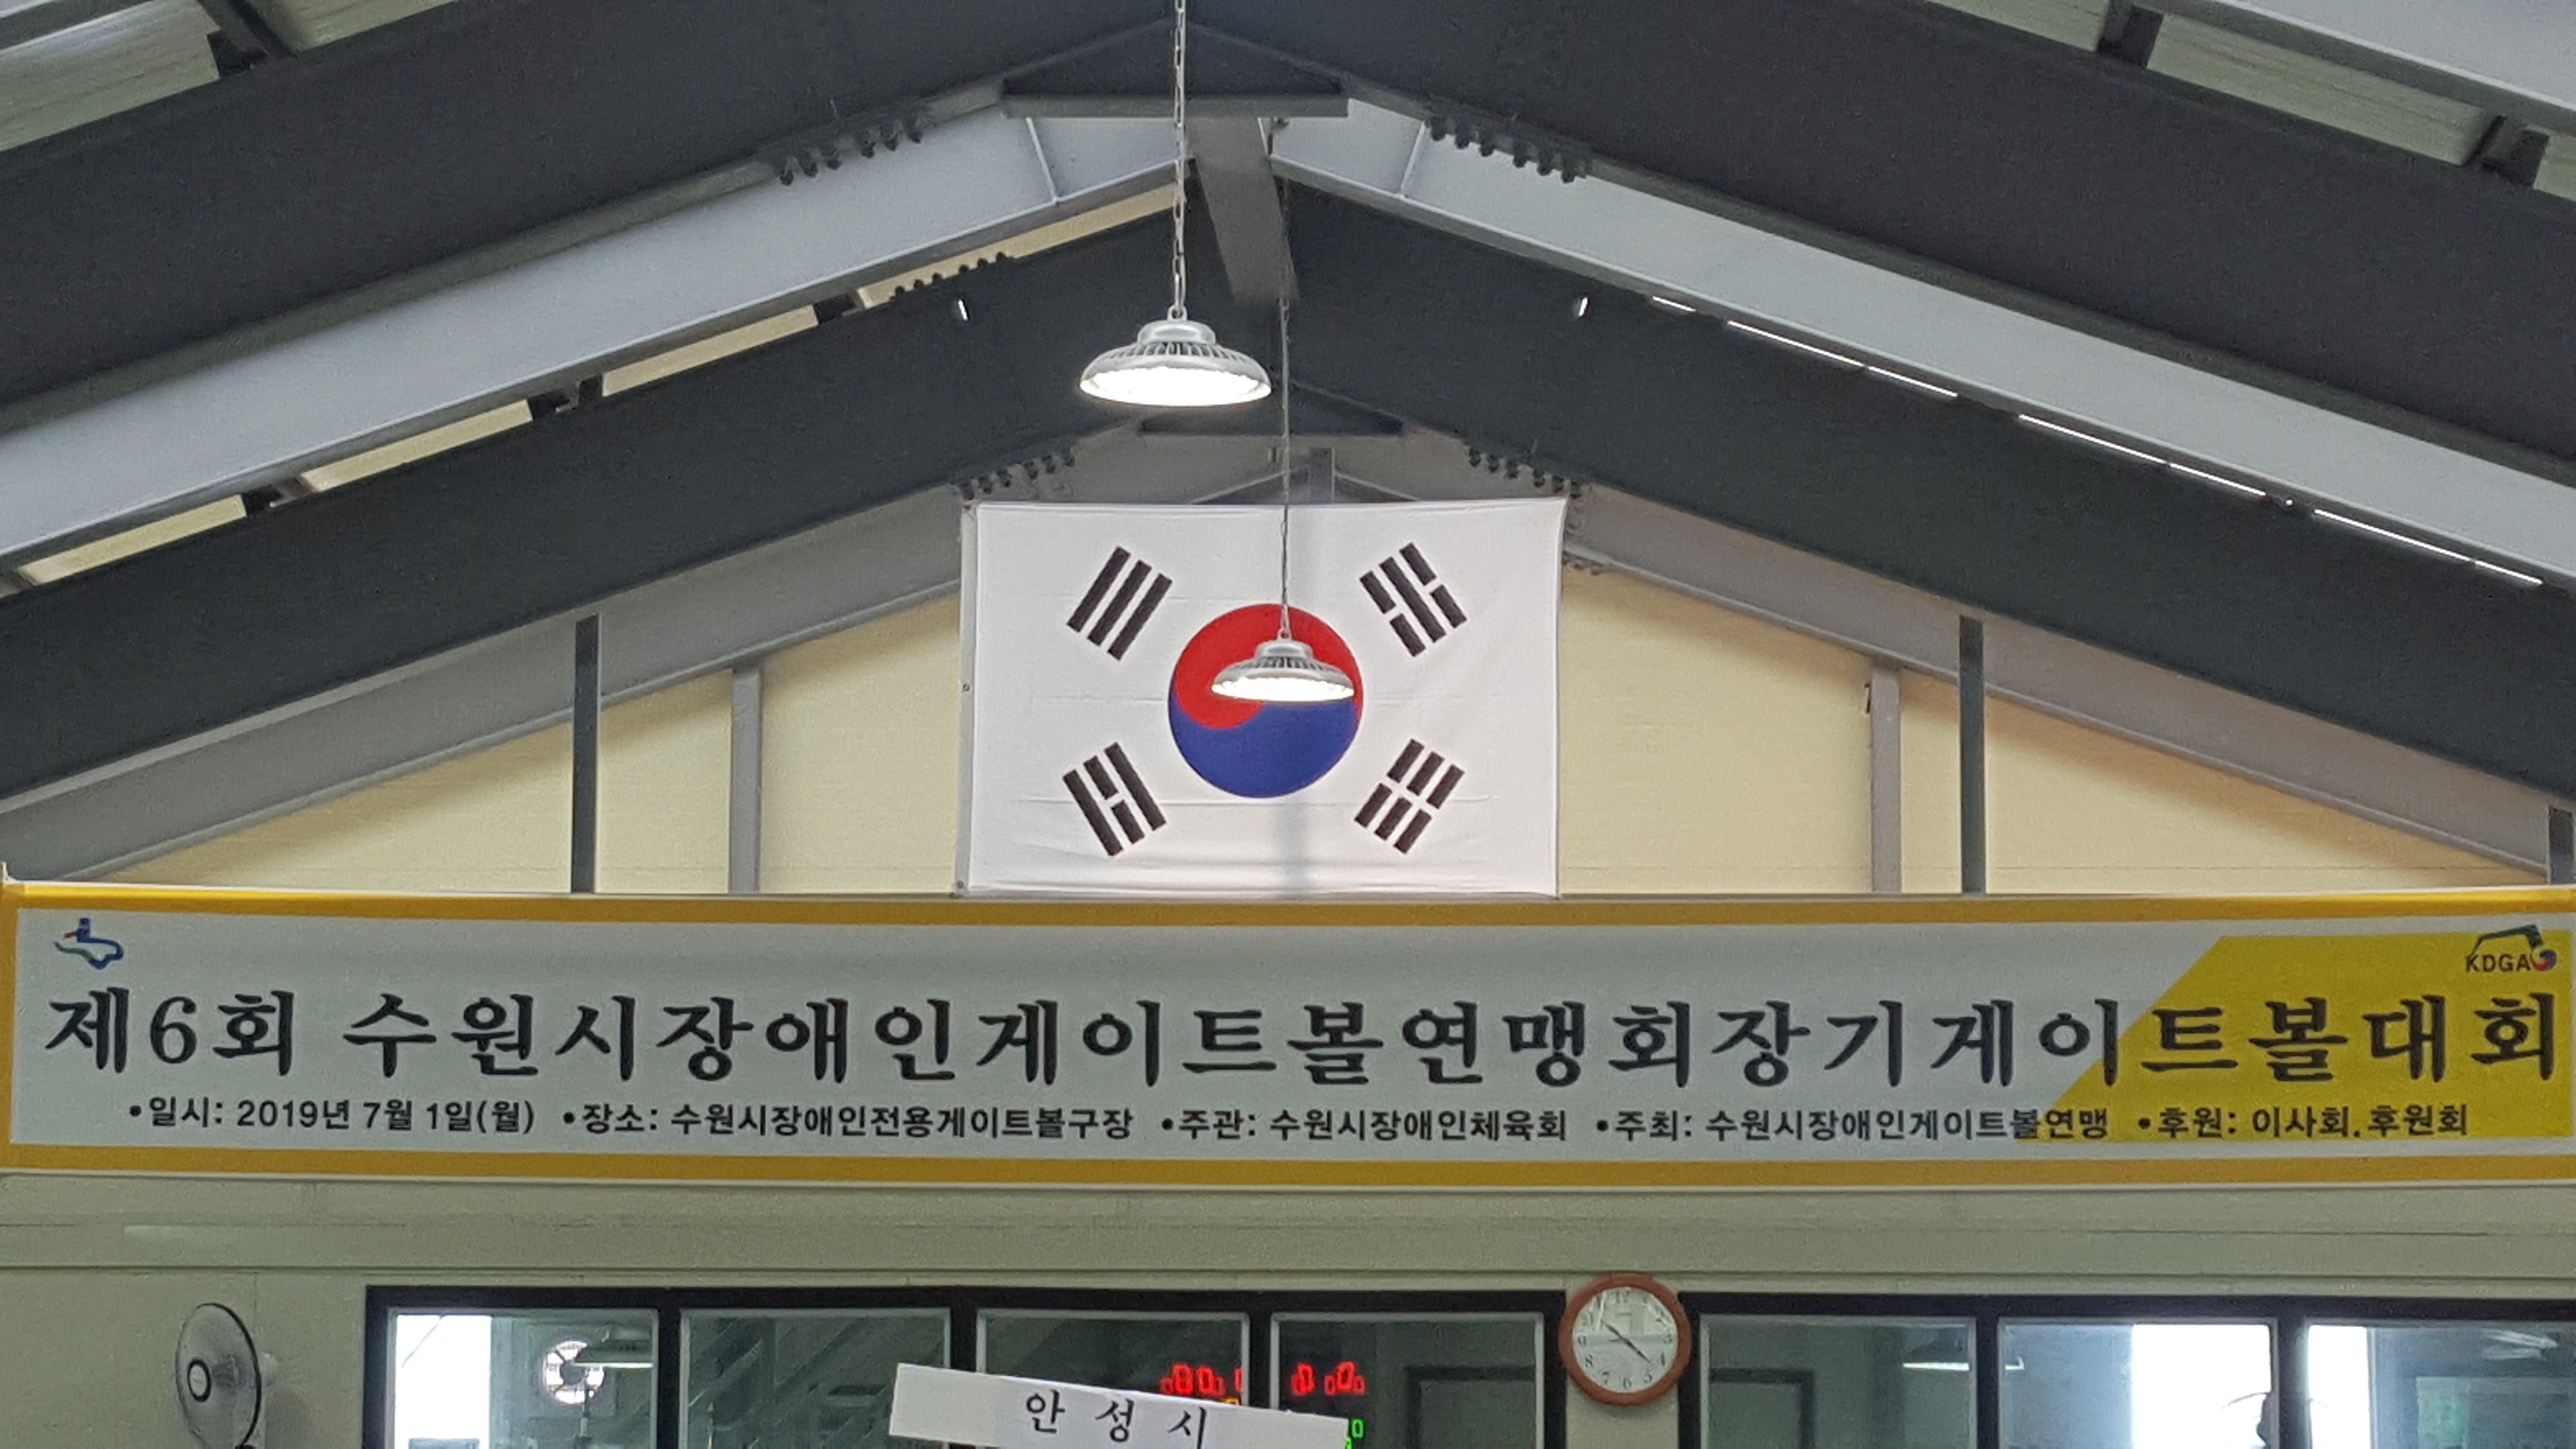 KDGA
제6회 수원시장애인게이트볼연맹회장기게이트볼대회
•일시: 2019년 7월 1일(월) •장소: 수원시장애인전용게이트볼구장 •주관: 수원시장애인체육회 •주최: 수원시장애인게이트볼연맹 •후원: 이사회.후원회
안성시